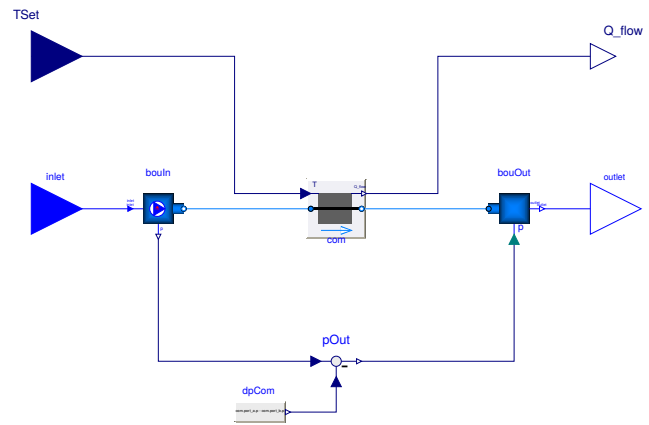 TSet
Q_flow
inlet
bouIn
T
bouOut
outlet
p
com
p
pOut
dpCom